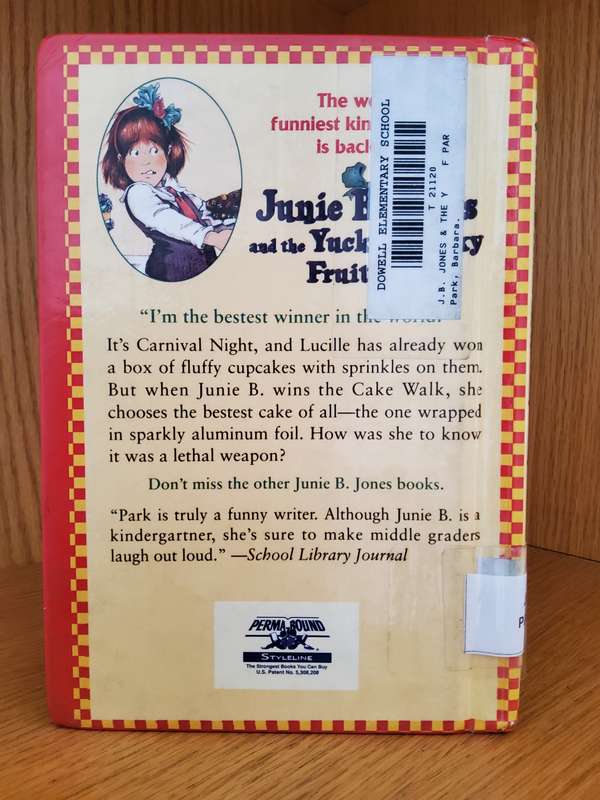 The
funniest
is
Junie
and the
Fruit
"I'm the bestest winner in the world!"
It's Carnival Night, and Lucille has already won
a box of fluffy cupcakes with sprinkles on them.
But when Junie B. wins the Cake Walk, she
chooses the bestest cake of all—the one wrapped
in sparkly aluminum foil. How was she to know
it was a lethal weapon?
Don't miss the other Junie B. Jones books.
"Park is truly a funny writer. Although Junie B. is a
kindergartner, she's sure to make middle graders
laugh out loud." —School Library Journal
PERMA-BOUND
STYLELINE
The Strongest Books You Can Buy
U.S. Patent No. 5,308,208
DOWELL ELEMENTARY SCHOOL
T 21120
J.B. JONES & THE Y F PAR
Park, Barbara.
P